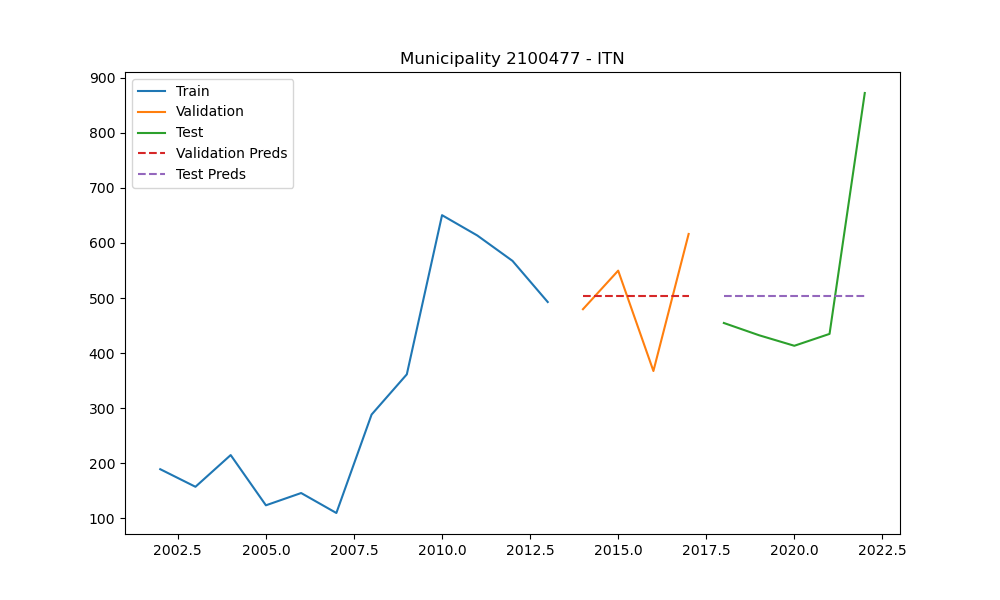 Municipality 2100477 - ITN
900
800
700
600
500
400
300
200
100
Train
Validation
Test
Validation Preds
Test Preds
2002.5 2005.0 2007.5 2010.0 2012.5 2015.0 2017.5 2020.0 2022.5